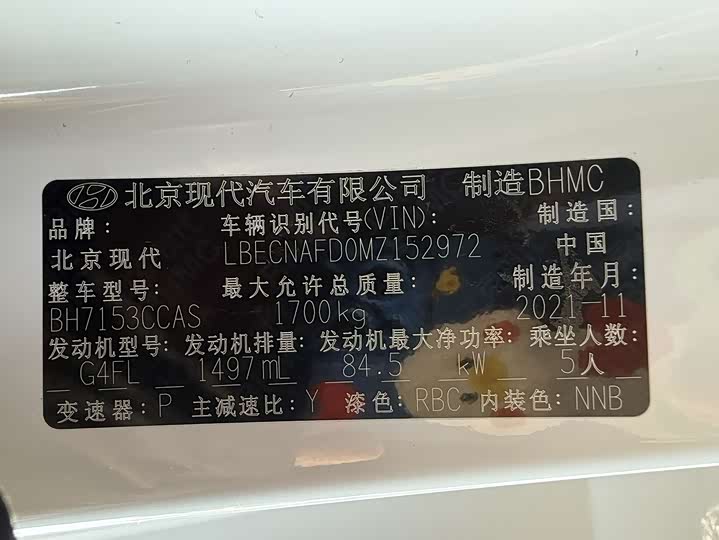 北京现代汽车有限公司 制造BHMC
品牌: 车辆识别代号(VIN): 制造国:
北京现代 LBECNAFD0MZ152972 中国
整车型号: 最大允许总质量: 制造年月:
BH7153CCAS 1700kg 2021-11
发动机型号: 发动机排量: 发动机最大净功率: 乘坐人数:
G4FL 1497mL 84.5 kW 5人
变速器: P 主减速比: Y 漆色: RBC 内装色: NNB